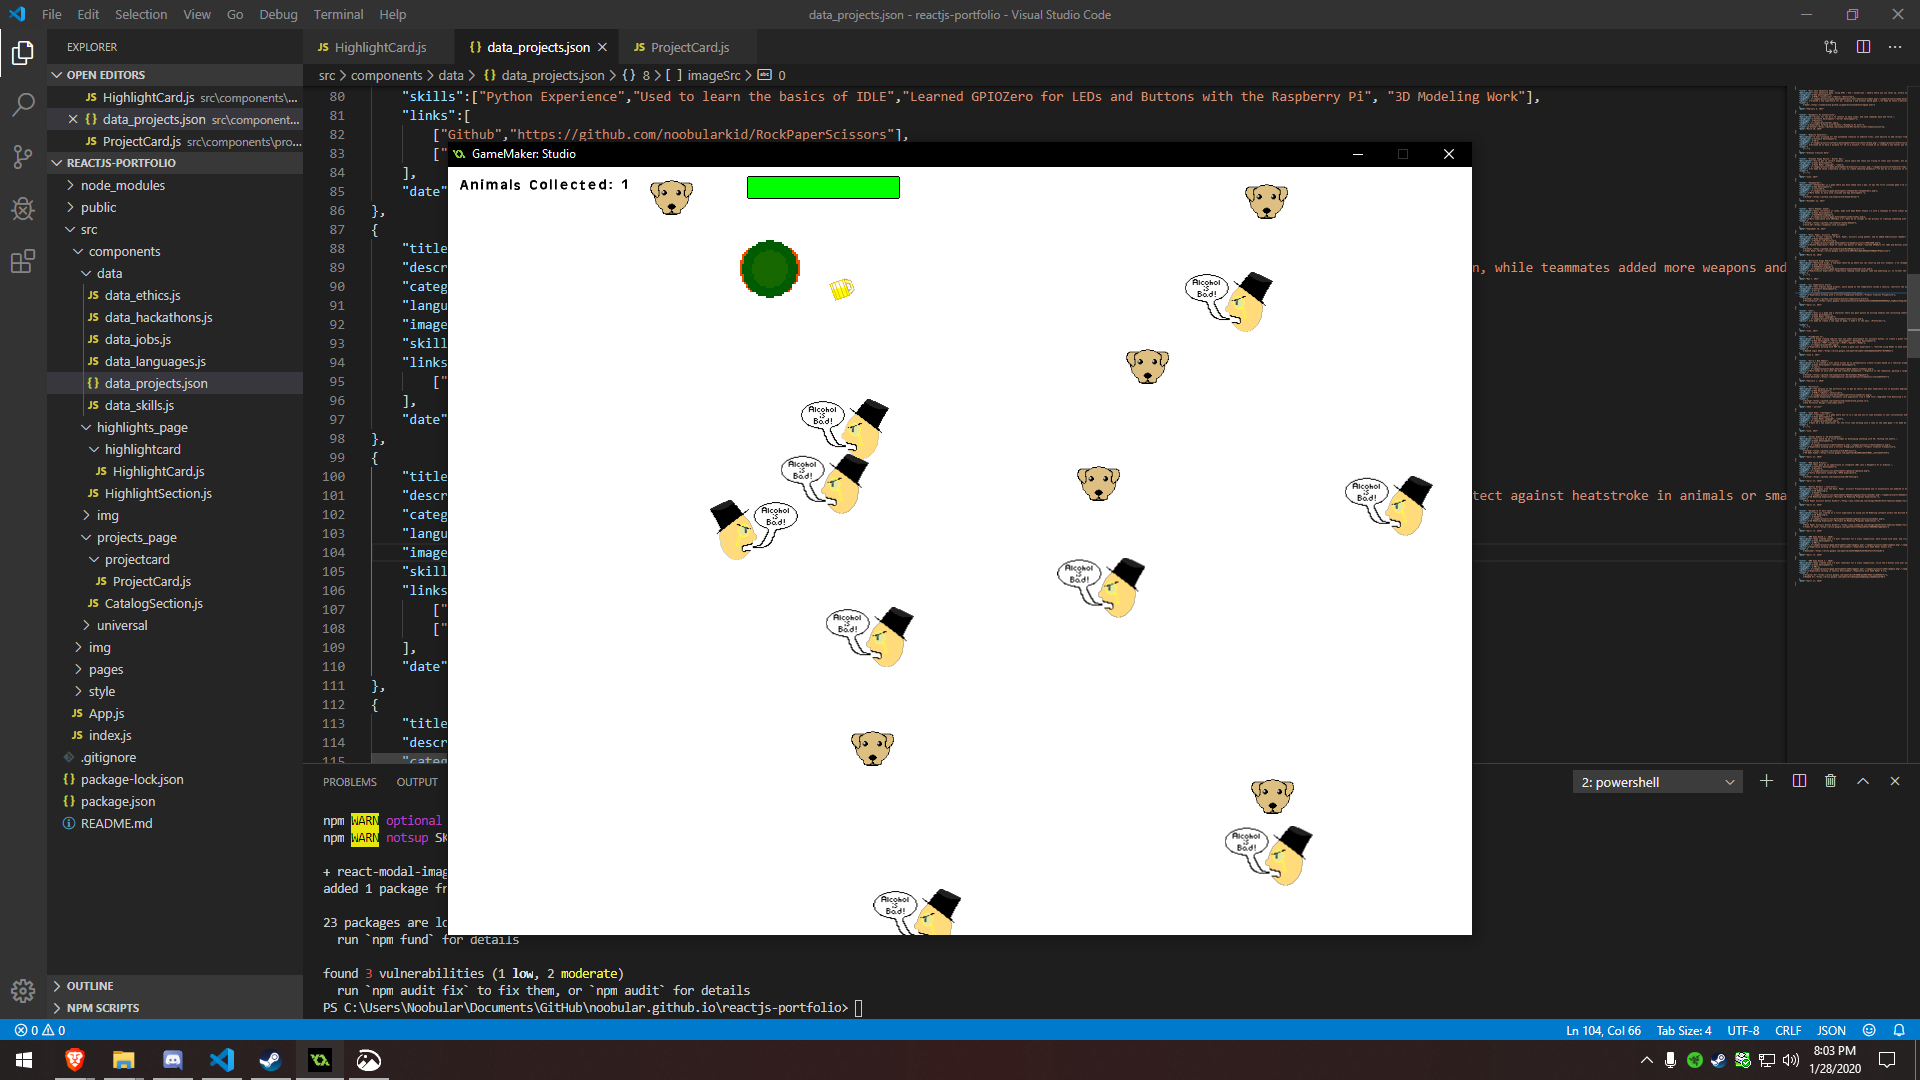 File Edit Selection View Go Debug Terminal Help
data_projects.json - reactjs-portfolio - Visual Studio Code
EXPLORER
OPEN EDITORS
JS HighlightCard.js src\components\...
{} data_projects.json src\component...
JS ProjectCard.js src\components\pro...
REACTJS-PORTFOLIO
node_modules
public
src
components
data
JS data_ethics.js
JS data_hackathons.js
JS data_jobs.js
JS data_languages.js
{} data_projects.json
JS data_skills.js
highlights_page
highlightcard
JS HighlightCard.js
JS HighlightSection.js
img
projects_page
projectcard
JS ProjectCard.js
JS CatalogSection.js
universal
img
pages
style
JS App.js
JS index.js
.gitignore
{} package-lock.json
{} package.json
README.md
OUTLINE
NPM SCRIPTS
JS HighlightCard.js {} data_projects.json JS ProjectCard.js
src > components > data > {} data_projects.json > {} 8 > [ ] imageSrc > abc 0
80 "skills":["Python Experience","Used to learn the basics of IDLE","Learned GPIOZero for LEDs and Buttons with the Raspberry Pi", "3D Modeling Work"],
81 "links":[
82 ["Github","https://github.com/noobularkid/RockPaperScissors"],
83 ["
84 ],
85 "date"
86 },
87 {
88 "title
89 "descr n, while teammates added more weapons and
90 "categ
91 "langu
92 "image
93 "skill
94 "links
95 ["
96 ],
97 "date"
98 },
99 {
100 "title
101 "descr tect against heatstroke in animals or sma
102 "categ
103 "langu
104 "image
105 "skill
106 "links
107 ["
108 ["
109 ],
110 "date"
111 },
112 {
113 "title
114 "descr
115 "categ
GameMaker: Studio
Animals Collected: 1
Alcohol is Bad!
Alcohol is Bad!
Alcohol is Bad!
Alcohol is Bad!
Alcohol is Bad!
Alcohol is Bad!
Alcohol is Bad!
Alcohol is Bad!
Alcohol is Bad!
PROBLEMS OUTPUT
2: powershell
npm WARN optional
npm WARN notsup SK
+ react-modal-imag
added 1 package fr
23 packages are lo
run `npm fund` for details
found 3 vulnerabilities (1 low, 2 moderate)
run `npm audit fix` to fix them, or `npm audit` for details
PS C:\Users\Noobular\Documents\GitHub\noobular.github.io\reactjs-portfolio>
0 0
Ln 104, Col 66 Tab Size: 4 UTF-8 CRLF JSON
8:03 PM
1/28/2020